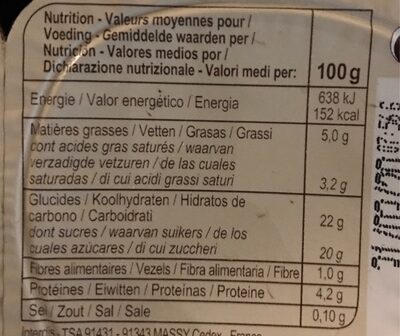 Nutrition - Valeurs moyennes pour /
Voeding - Gemiddelde waarden per /
Nutrición - Valores medios por /
Dichiarazione nutrizionale - Valori medi per: 100 g
Energie / Valor energético / Energia 638 kJ
152 kcal
Matières grasses / Vetten / Grasas / Grassi 5,0 g
dont acides gras saturés / waarvan
verzadigde vetzuren / de las cuales
saturadas / di cui acidi grassi saturi 3,2 g
Glucides / Koolhydraten / Hidratos de
carbono / Carboidrati 22 g
dont sucres / waarvan suikers / de los
cuales azúcares / di cui zuccheri 20 g
Fibres alimentaires / Vezels / Fibra alimentaria / Fibre 1,0 g
Protéines / Eiwitten / Proteínas / Proteine 4,2 g
Sel / Zout / Sal / Sale 0,10 g
Interdis - TSA 91431 - 91343 MASSY Cedex France